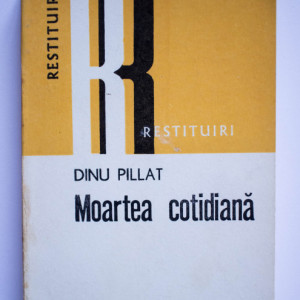 RESTITUIRI
RESTITUIRI
DINU PILLAT
Moartea cotidiană